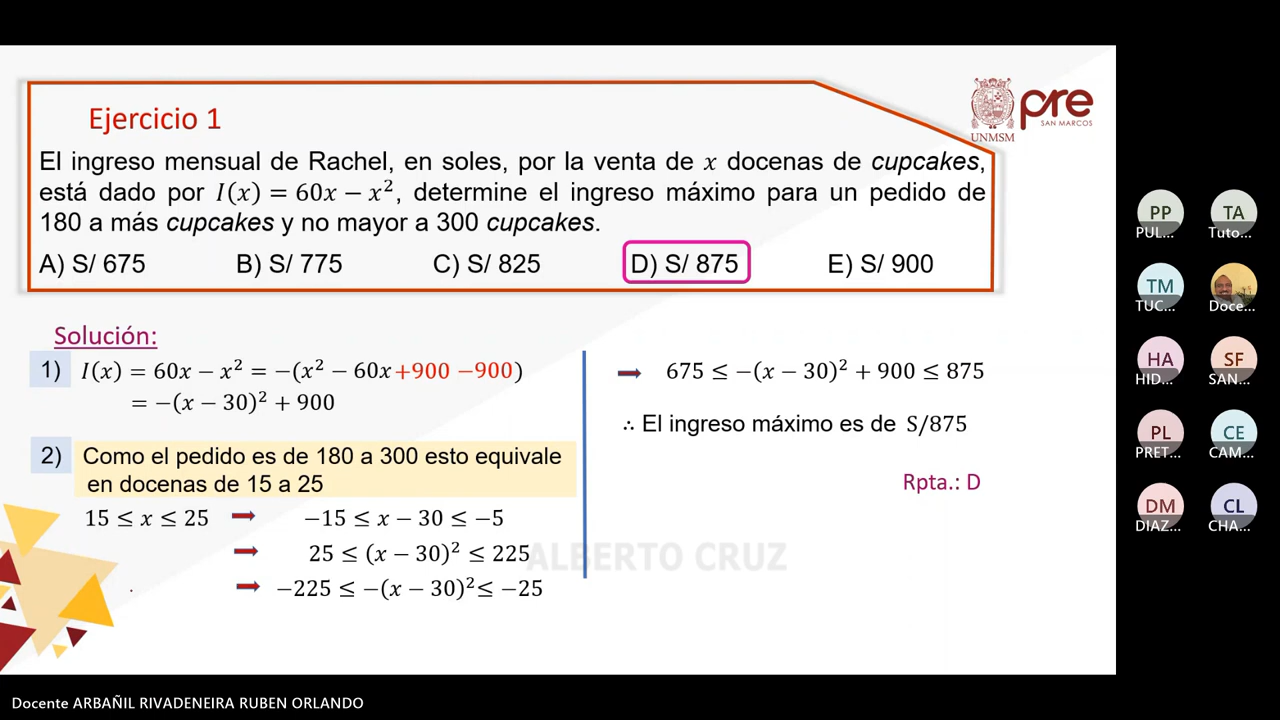 Ejercicio 1
pre
SAN MARCOS
UNMSM
El ingreso mensual de Rachel, en soles, por la venta de x docenas de cupcakes,
está dado por I(x) = 60x − x², determine el ingreso máximo para un pedido de
180 a más cupcakes y no mayor a 300 cupcakes.
A) S/ 675 B) S/ 775 C) S/ 825 D) S/ 875 E) S/ 900
Solución:
1) I(x) = 60x − x² = −(x² − 60x +900 −900)
= −(x − 30)² + 900
2) Como el pedido es de 180 a 300 esto equivale
en docenas de 15 a 25
15 ≤ x ≤ 25 ➡ −15 ≤ x − 30 ≤ −5
➡ 25 ≤ (x − 30)² ≤ 225
➡ −225 ≤ −(x − 30)² ≤ −25
➡ 675 ≤ −(x − 30)² + 900 ≤ 875
∴ El ingreso máximo es de S/875
Rpta.: D
ALBERTO CRUZ
PP TA
PUL... Tuto...
TM
TUC... Doce...
HA SF
HID... SAN...
PL CE
PRET... CAM...
DM CL
DIAZ... CHA...
Docente ARBAÑIL RIVADENEIRA RUBEN ORLANDO